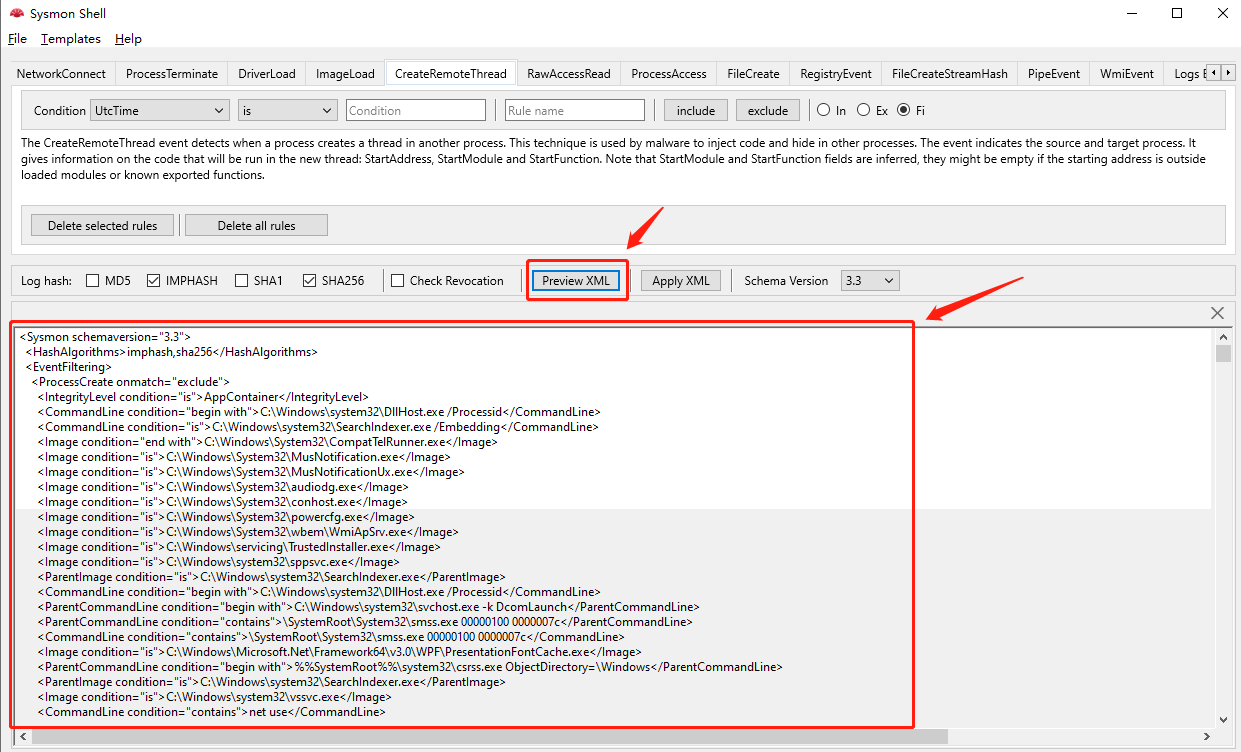 Sysmon Shell
File Templates Help
NetworkConnect ProcessTerminate DriverLoad ImageLoad CreateRemoteThread RawAccessRead ProcessAccess FileCreate RegistryEvent FileCreateStreamHash PipeEvent WmiEvent Logs
Condition UtcTime is Condition Rule name include exclude In Ex Fi
The CreateRemoteThread event detects when a process creates a thread in another process. This technique is used by malware to inject code and hide in other processes. The event indicates the source and target process. It
gives information on the code that will be run in the new thread: StartAddress, StartModule and StartFunction. Note that StartModule and StartFunction fields are inferred, they might be empty if the starting address is outside
loaded modules or known exported functions.
Delete selected rules Delete all rules
Log hash: MD5 IMPHASH SHA1 SHA256 Check Revocation Preview XML Apply XML Schema Version 3.3
<Sysmon schemaversion="3.3">
<HashAlgorithms>imphash,sha256</HashAlgorithms>
<EventFiltering>
<ProcessCreate onmatch="exclude">
<IntegrityLevel condition="is">AppContainer</IntegrityLevel>
<CommandLine condition="begin with">C:\Windows\system32\DllHost.exe /Processid</CommandLine>
<CommandLine condition="is">C:\Windows\system32\SearchIndexer.exe /Embedding</CommandLine>
<Image condition="end with">C:\Windows\System32\CompatTelRunner.exe</Image>
<Image condition="is">C:\Windows\System32\MusNotification.exe</Image>
<Image condition="is">C:\Windows\System32\MusNotificationUx.exe</Image>
<Image condition="is">C:\Windows\System32\audiodg.exe</Image>
<Image condition="is">C:\Windows\System32\conhost.exe</Image>
<Image condition="is">C:\Windows\System32\powercfg.exe</Image>
<Image condition="is">C:\Windows\System32\wbem\WmiApSrv.exe</Image>
<Image condition="is">C:\Windows\servicing\TrustedInstaller.exe</Image>
<Image condition="is">C:\Windows\system32\sppsvc.exe</Image>
<ParentImage condition="is">C:\Windows\system32\SearchIndexer.exe</ParentImage>
<CommandLine condition="begin with">C:\Windows\system32\DllHost.exe /Processid</CommandLine>
<ParentCommandLine condition="begin with">C:\Windows\system32\svchost.exe -k DcomLaunch</ParentCommandLine>
<ParentCommandLine condition="contains">\SystemRoot\System32\smss.exe 00000100 0000007c</ParentCommandLine>
<CommandLine condition="contains">\SystemRoot\System32\smss.exe 00000100 0000007c</CommandLine>
<Image condition="is">C:\Windows\Microsoft.Net\Framework64\v3.0\WPF\PresentationFontCache.exe</Image>
<ParentCommandLine condition="begin with">%%SystemRoot%%\system32\csrss.exe ObjectDirectory=\Windows</ParentCommandLine>
<ParentImage condition="is">C:\Windows\system32\SearchIndexer.exe</ParentImage>
<Image condition="is">C:\Windows\system32\vssvc.exe</Image>
<CommandLine condition="contains">net use</CommandLine>